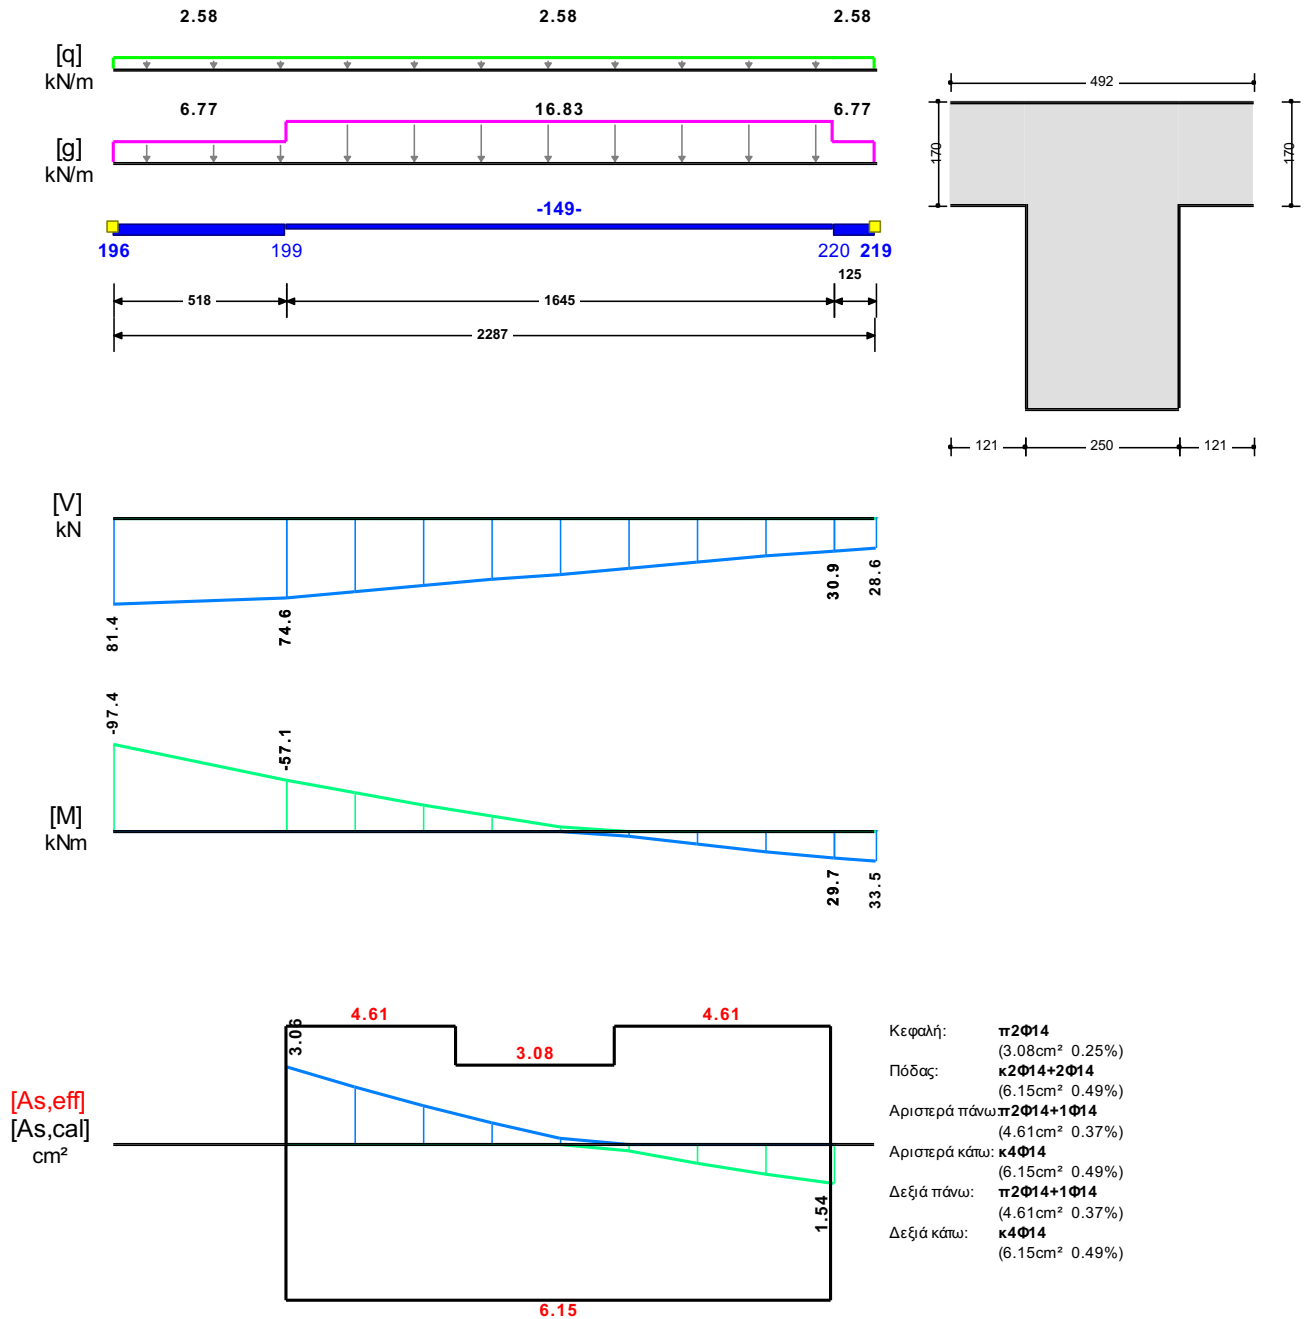 2.58 2.58 2.58
[q]
kN/m
6.77 16.83 6.77
[g]
kN/m
-149-
196 199 220 219
125
518 1645
2287
492
170 170
121 250 121
[V]
kN
81.4 74.6 30.9 28.6
[M]
kNm
-97.4 -57.1 29.7 33.5
4.61 4.61
3.06
3.08
[As,eff]
[As,cal]
cm²
1.54
6.15
Κεφαλή: π2Φ14
(3.08cm² 0.25%)
Πόδας: κ2Φ14+2Φ14
(6.15cm² 0.49%)
Αριστερά πάνω: π2Φ14+1Φ14
(4.61cm² 0.37%)
Αριστερά κάτω: κ4Φ14
(6.15cm² 0.49%)
Δεξιά πάνω: π2Φ14+1Φ14
(4.61cm² 0.37%)
Δεξιά κάτω: κ4Φ14
(6.15cm² 0.49%)